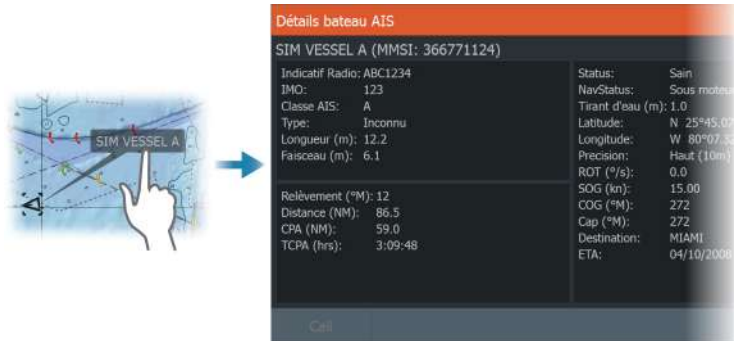 Détails bateau AIS
SIM VESSEL A (MMSI: 366771124)
SIM VESSEL A
Indicatif Radio: ABC1234
IMO: 123
Classe AIS: A
Type: Inconnu
Longueur (m): 12.2
Faisceau (m): 6.1
Relèvement (°M): 12
Distance (NM): 86.5
CPA (NM): 59.0
TCPA (hrs): 3:09:48
Status: Sain
NavStatus: Sous moteu
Tirant d'eau (m): 1.0
Latitude: N 25°45.07
Longitude: W 80°07.32
Precision: Haut (10m)
ROT (°/s): 0.0
SOG (kn): 15.00
COG (°M): 272
Cap (°M): 272
Destination: MIAMI
ETA: 04/10/2008
Call